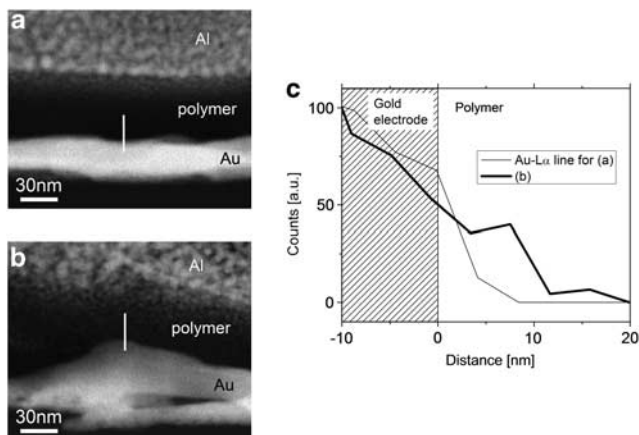 a
Al
polymer
Au
30nm
b
Al
polymer
Au
30nm
c
Gold
electrode
Polymer
Au-Lα line for (a)
(b)
100
50
0
Counts [a.u.]
-10
0
10
20
Distance [nm]